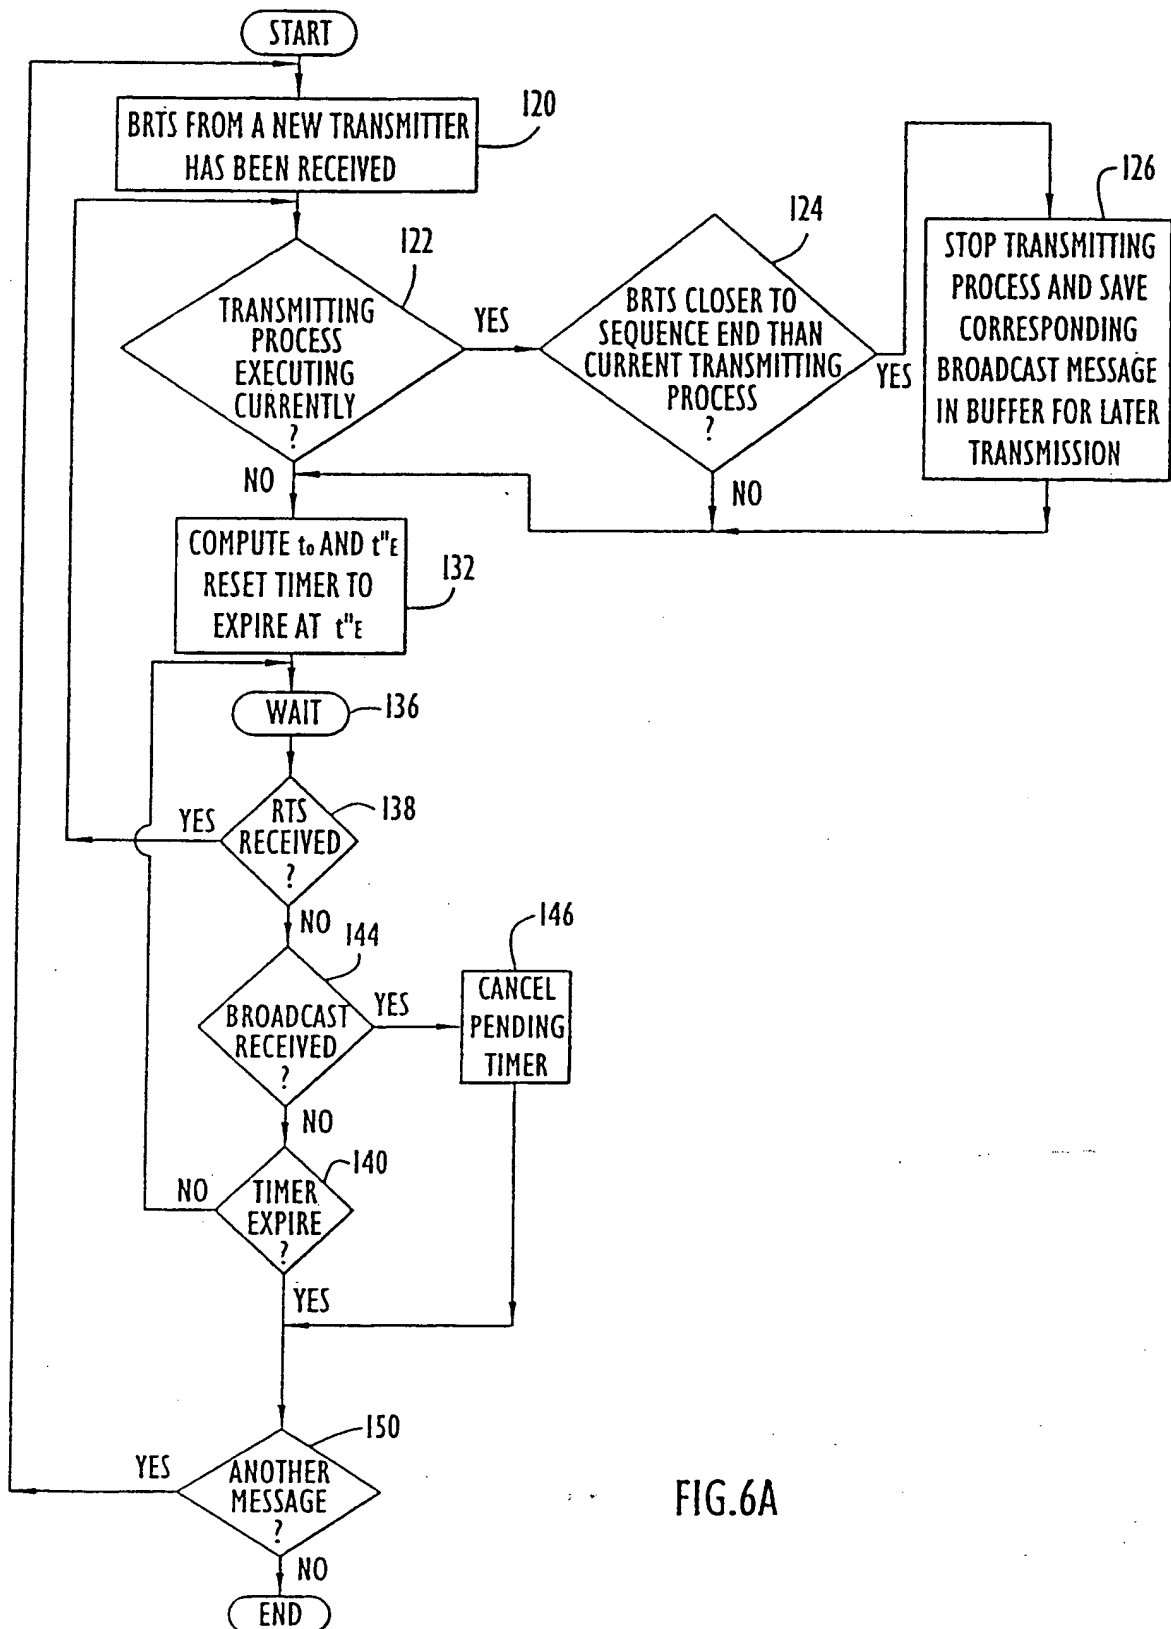 START
BRTS FROM A NEW TRANSMITTER
HAS BEEN RECEIVED
120
TRANSMITTING
PROCESS
EXECUTING
CURRENTLY
?
122
YES
NO
BRTS CLOSER TO
SEQUENCE END THAN
CURRENT TRANSMITTING
PROCESS
?
124
YES
NO
STOP TRANSMITTING
PROCESS AND SAVE
CORRESPONDING
BROADCAST MESSAGE
IN BUFFER FOR LATER
TRANSMISSION
126
COMPUTE to AND t"E
RESET TIMER TO
EXPIRE AT t"E
132
WAIT
136
RTS
RECEIVED
?
138
YES
NO
BROADCAST
RECEIVED
?
144
YES
NO
CANCEL
PENDING
TIMER
146
TIMER
EXPIRE
?
140
NO
YES
ANOTHER
MESSAGE
?
150
YES
NO
END
FIG.6A